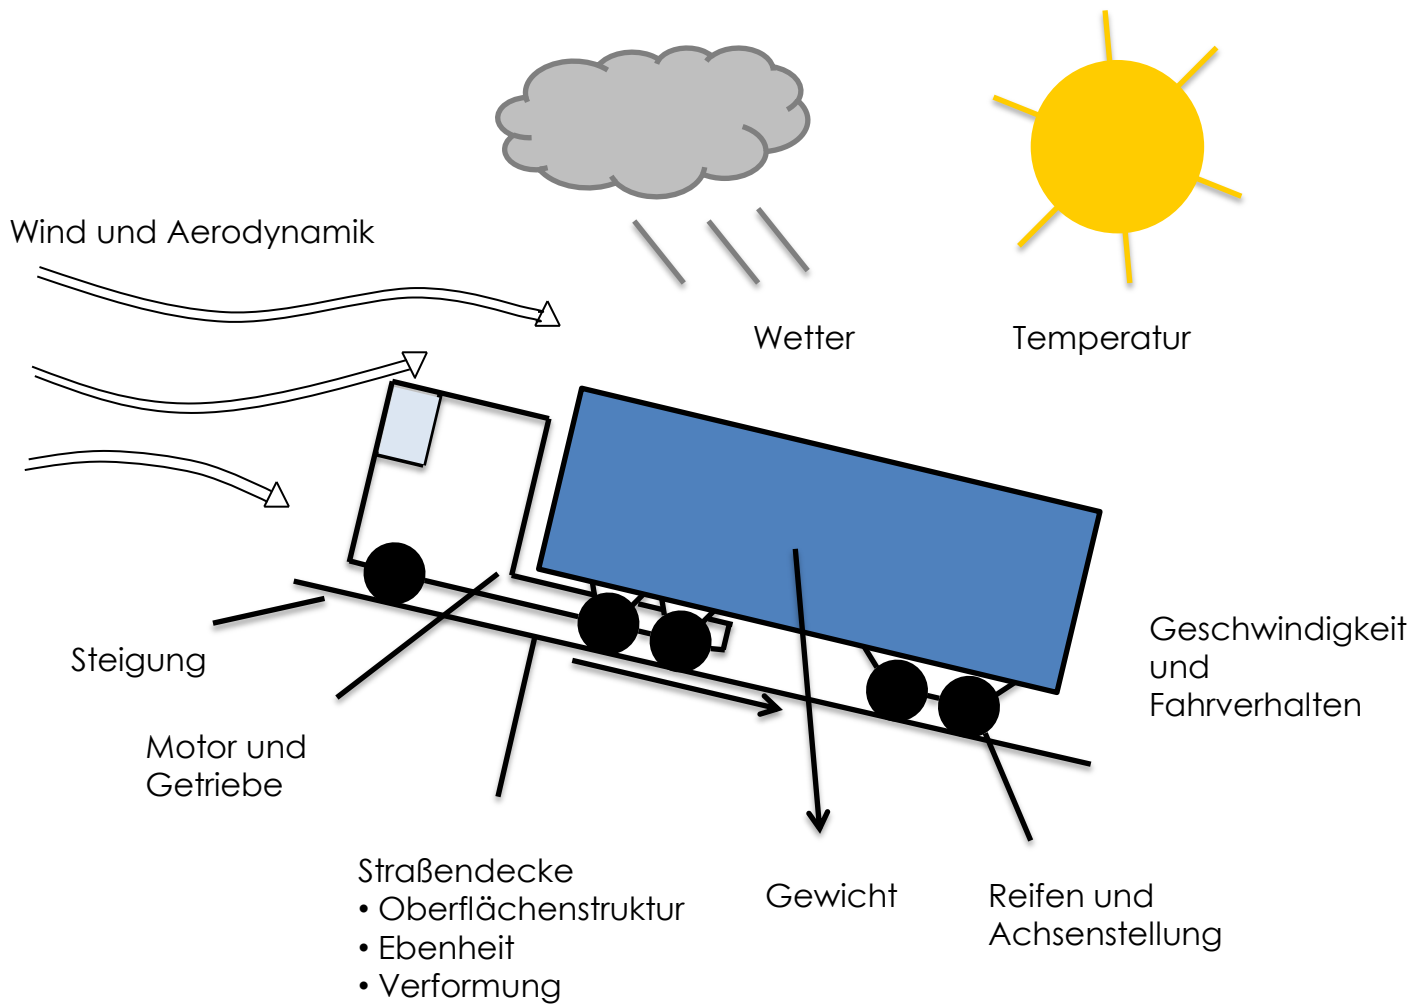 Wind und Aerodynamik
Wetter
Temperatur
Steigung
Motor und
Getriebe
Straßendecke
• Oberflächenstruktur
• Ebenheit
• Verformung
Gewicht
Reifen und
Achsenstellung
Geschwindigkeit
und
Fahrverhalten